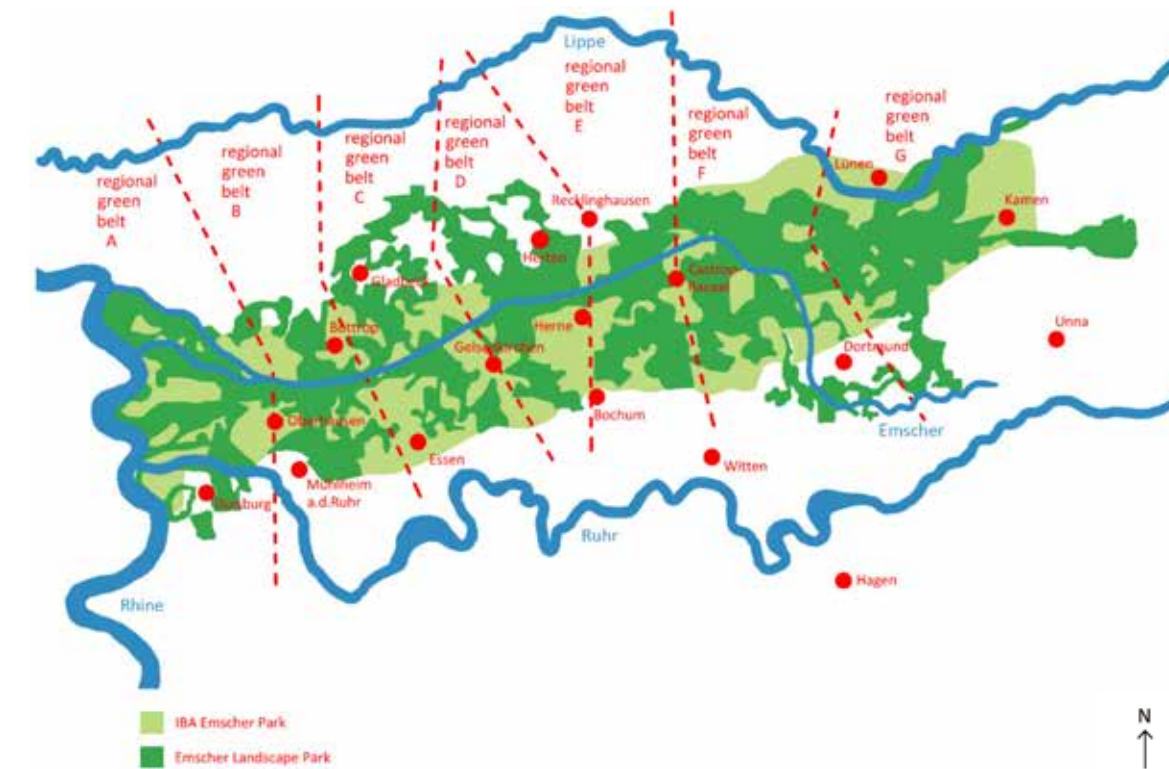 Lippe
regional
green
belt
E
regional
green
belt
G
regional
green
belt
F
regional
green
belt
D
regional
green
belt
C
regional
green
belt
B
regional
green
belt
A
Lünen
Recklinghausen
Kamen
Herten
Gladbeck
Castrop-
Rauxel
Herne
Unna
Bottrop
Gelsenkirchen
Dortmund
Bochum
Oberhausen
Emscher
Essen
Witten
Mühlheim
a.d.Ruhr
Duisburg
Ruhr
Hagen
Rhine
IBA Emscher Park
Emscher Landscape Park
N